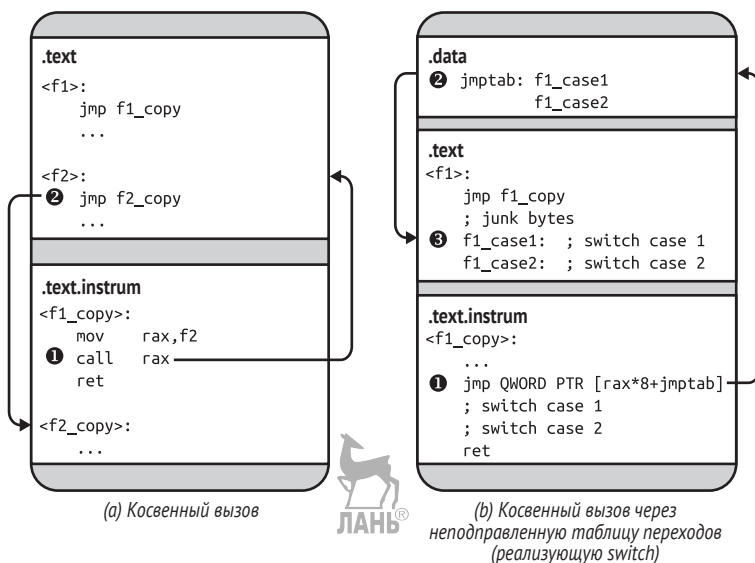 .text
<f1>:
jmp f1_copy
...
<f2>:
❷ jmp f2_copy
...
.text.instrum
<f1_copy>:
mov rax,f2
❶ call rax
ret
<f2_copy>:
...
(a) Косвенный вызов
ЛАНЬ®
.data
❷ jmptab: f1_case1
f1_case2
.text
<f1>:
jmp f1_copy
; junk bytes
❸ f1_case1: ; switch case 1
f1_case2: ; switch case 2
.text.instrum
<f1_copy>:
...
❶ jmp QWORD PTR [rax*8+jmptab]
; switch case 1
; switch case 2
ret
(b) Косвенный вызов через
неподправленную таблицу переходов
(реализующую switch)